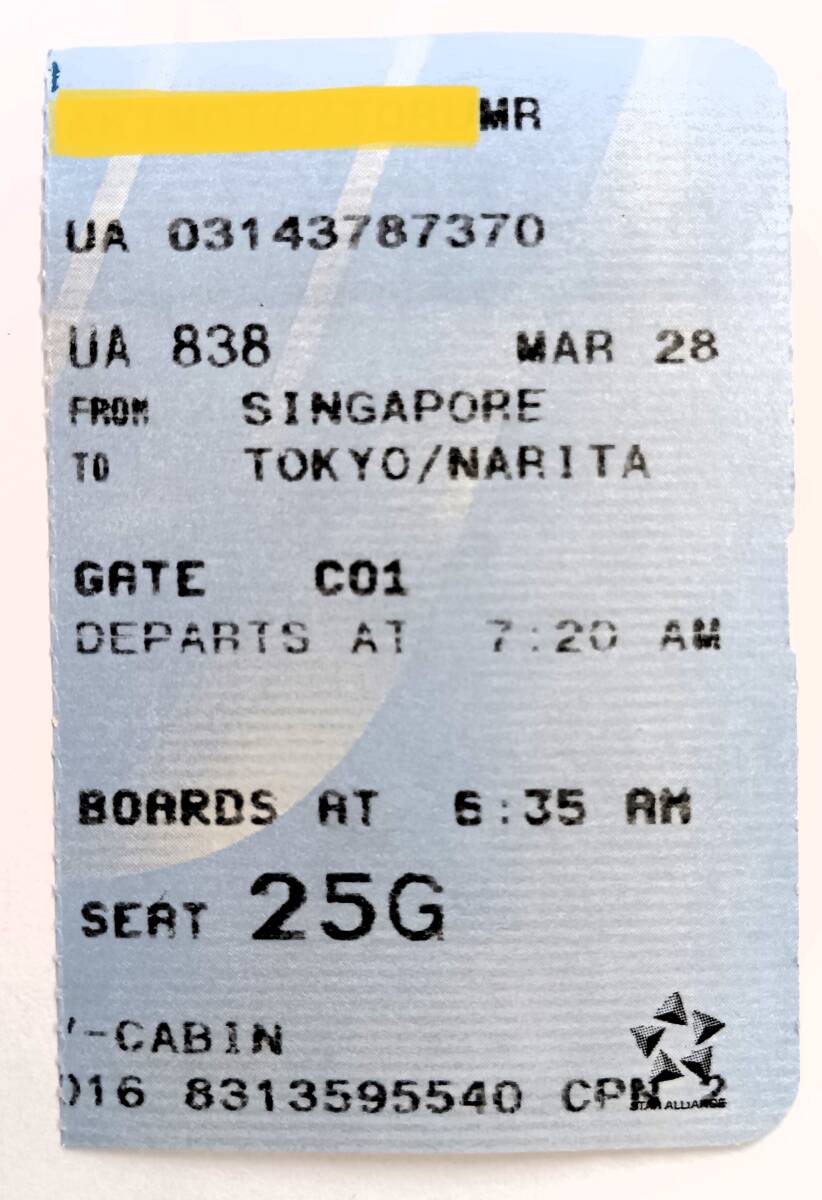 MR
UA 03143787370
UA 838 MAR 28
FROM SINGAPORE
TO TOKYO/NARITA
GATE C01
DEPARTS AT 7:20 AM
BOARDS AT 6:35 AM
SEAT 25G
-CABIN
016 8313595540 CPN 2
STAR ALLIANCE